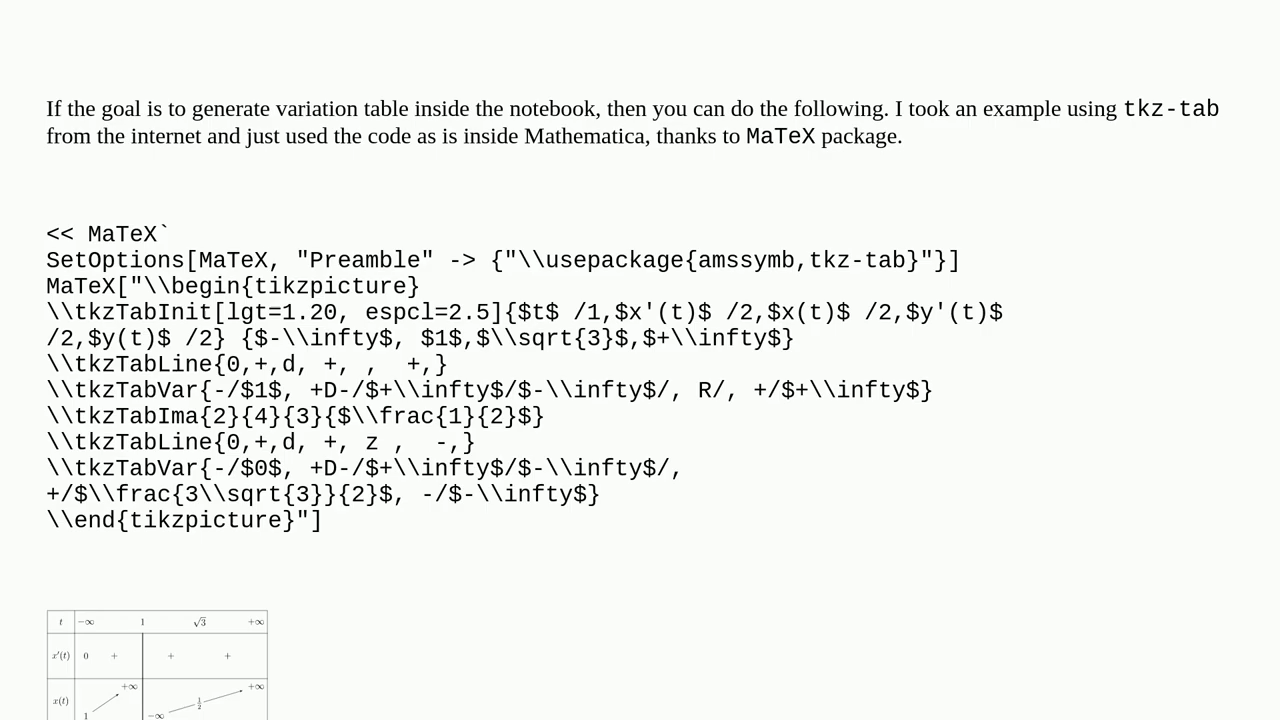 If the goal is to generate variation table inside the notebook, then you can do the following. I took an example using tkz-tab
from the internet and just used the code as is inside Mathematica, thanks to MaTeX package.
<< MaTeX`
SetOptions[MaTeX, "Preamble" -> {"\\usepackage{amssymb,tkz-tab}"}]
MaTeX["\\begin{tikzpicture}
\\tkzTabInit[lgt=1.20, espcl=2.5]{$t$ /1,$x'(t)$ /2,$x(t)$ /2,$y'(t)$
/2,$y(t)$ /2} {$-\\infty$, $1$,$\\sqrt{3}$,$+\\infty$}
\\tkzTabLine{0,+,d, +, ,  +,}
\\tkzTabVar{-/$1$, +D-/$+\\infty$/$-\\infty$/, R/, +/$+\\infty$}
\\tkzTabIma{2}{4}{3}{$\\frac{1}{2}$}
\\tkzTabLine{0,+,d, +, z ,  -,}
\\tkzTabVar{-/$0$, +D-/$+\\infty$/$-\\infty$/,
+/$\\frac{3\\sqrt{3}}{2}$, -/$-\\infty$}
\\end{tikzpicture}"]
t −∞ 1 √3 +∞
x′(t) 0 + + +
+∞ +∞
x(t) 1/2
1 −∞